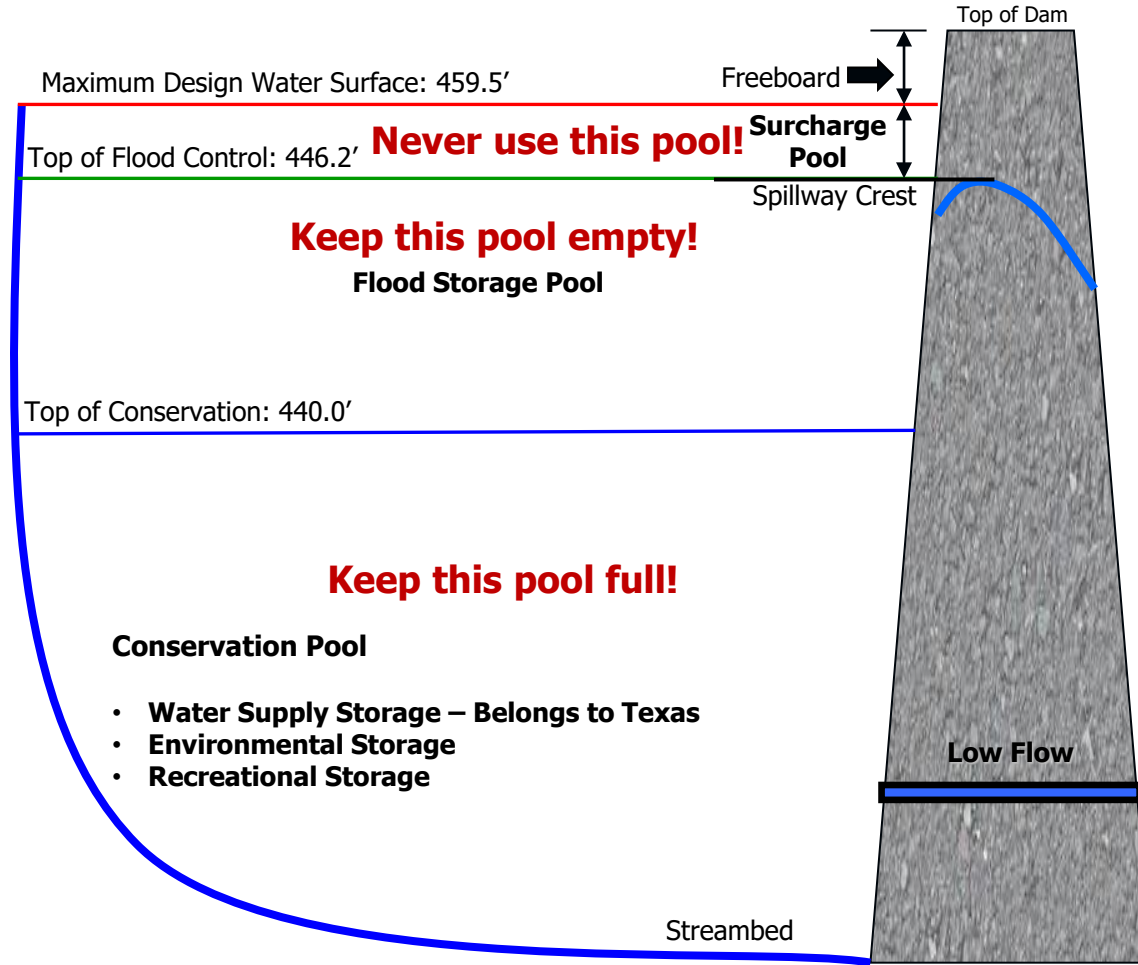 Top of Dam
Maximum Design Water Surface: 459.5’
Freeboard
Never use this pool!
Surcharge
Pool
Top of Flood Control: 446.2’
Spillway Crest
Keep this pool empty!
Flood Storage Pool
Top of Conservation: 440.0’
Keep this pool full!
Conservation Pool
• Water Supply Storage – Belongs to Texas
• Environmental Storage
• Recreational Storage
Low Flow
Streambed